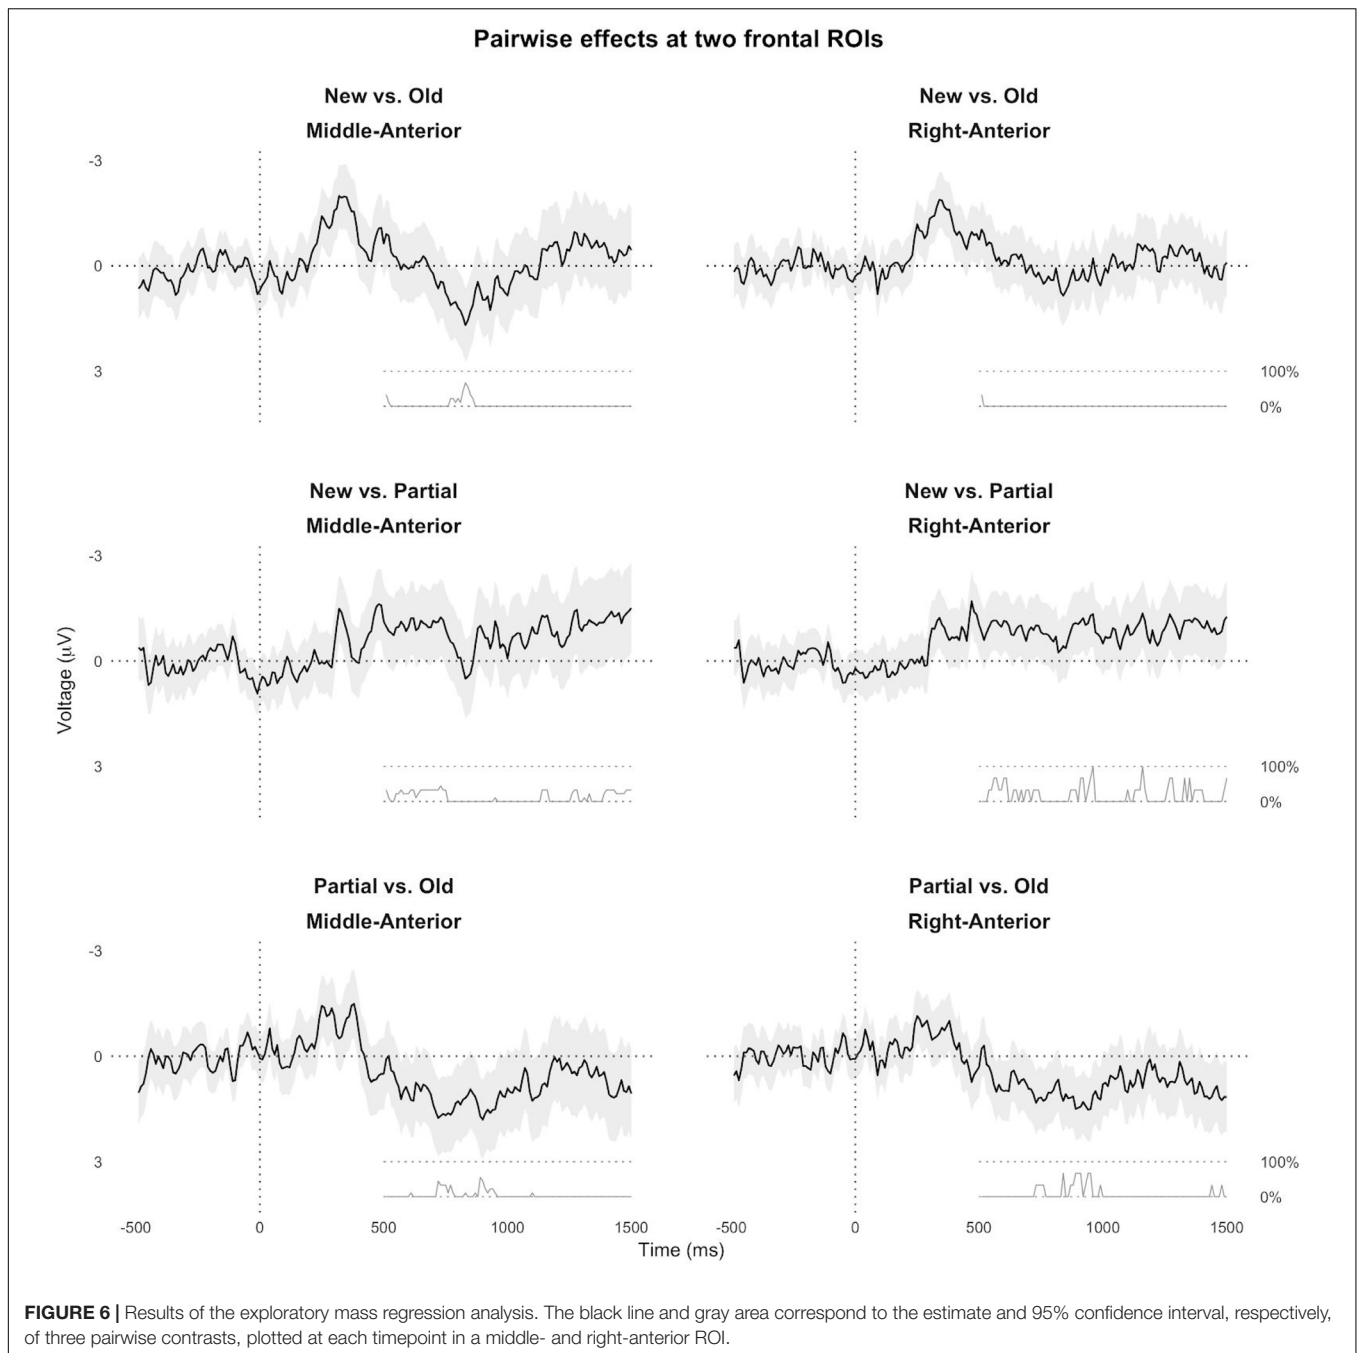 Pairwise effects at two frontal ROIs
New vs. Old
Middle-Anterior
New vs. Old
Right-Anterior
-3
0
3
100%
0%
New vs. Partial
Middle-Anterior
New vs. Partial
Right-Anterior
-3
0
3
100%
0%
Voltage (µV)
Partial vs. Old
Middle-Anterior
Partial vs. Old
Right-Anterior
-3
0
3
100%
0%
-500 0 500 1000 1500 -500 0 500 1000 1500
Time (ms)
FIGURE 6 | Results of the exploratory mass regression analysis. The black line and gray area correspond to the estimate and 95% confidence interval, respectively,
of three pairwise contrasts, plotted at each timepoint in a middle- and right-anterior ROI.